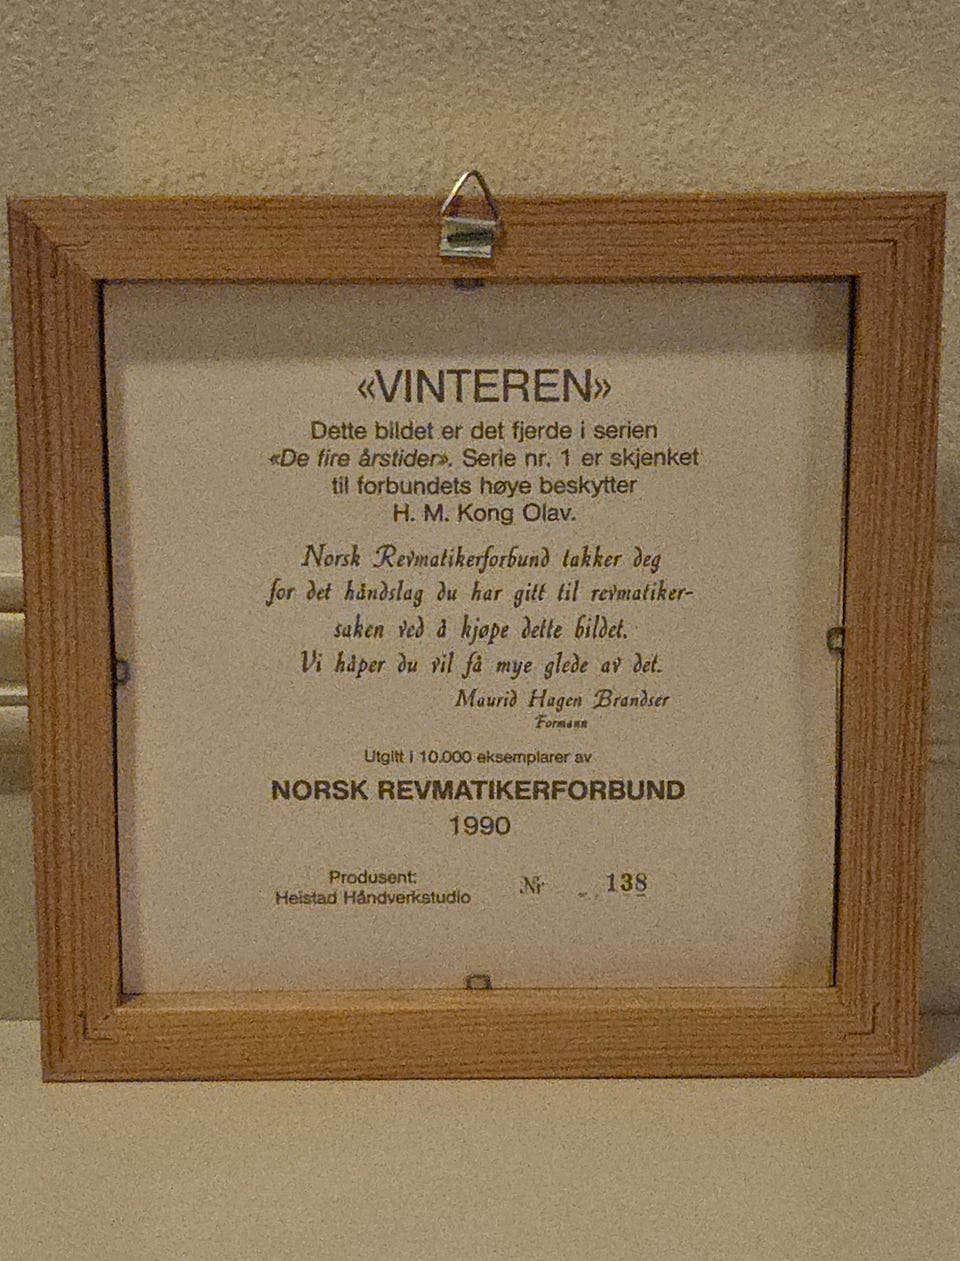 «VINTEREN»
Dette bildet er det fjerde i serien
«De fire årstider». Serie nr. 1 er skjenket
til forbundets høye beskytter
H. M. Kong Olav.
Norsk Revmatikerforbund takker deg
for det håndslag du har gitt til revmatiker-
saken ved å kjøpe dette bildet.
Vi håper du vil få mye glede av det.
Maurid Hagen Brandser
Formann
Utgitt i 10.000 eksemplarer av
NORSK REVMATIKERFORBUND
1990
Produsent:
Heistad Håndverkstudio
Nr 138